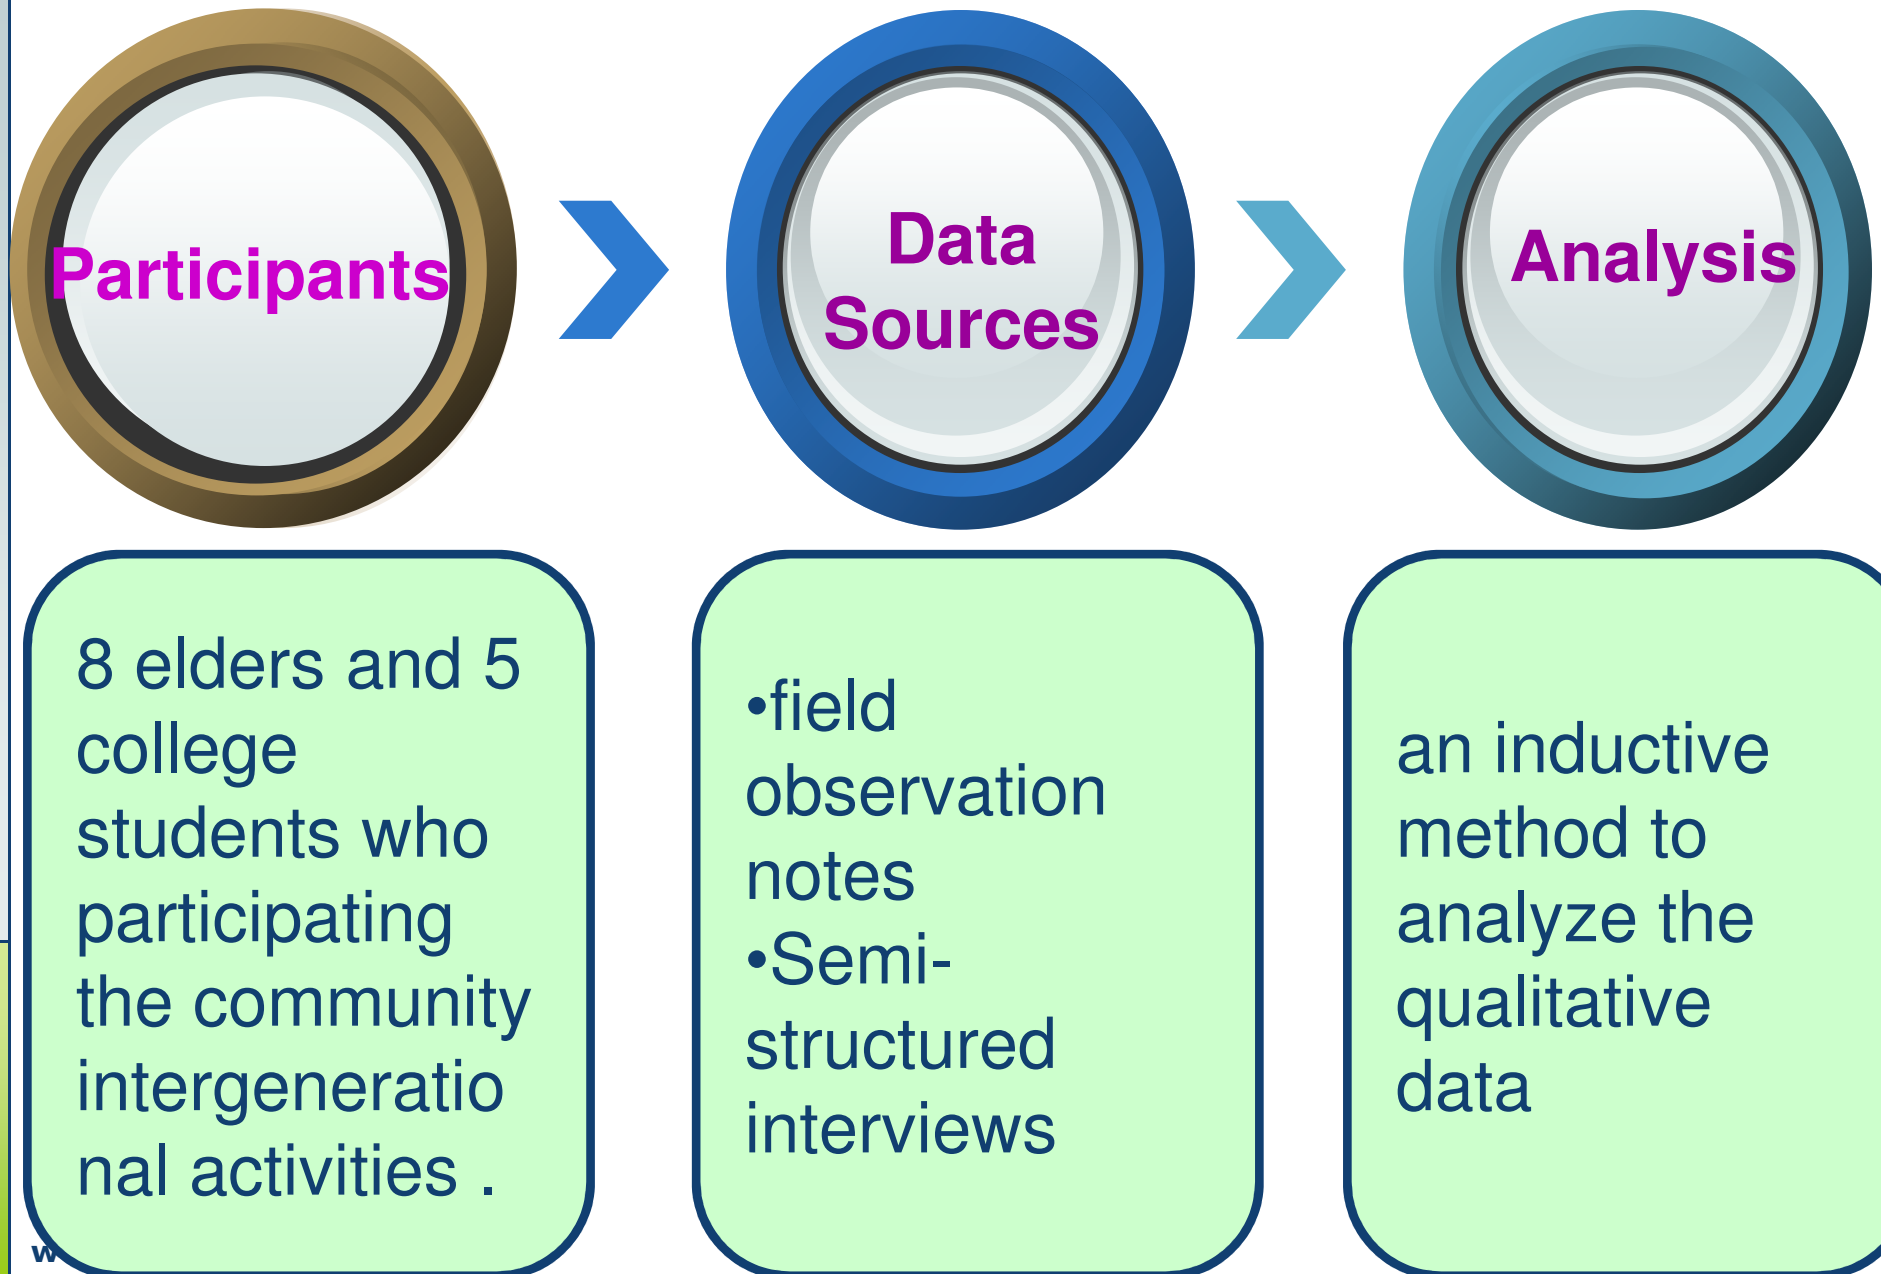 Participants
Data
Sources
Analysis
8 elders and 5
college
students who
participating
the community
intergeneratio
nal activities .
•field
observation
notes
•Semi-
structured
interviews
an inductive
method to
analyze the
qualitative
data
w